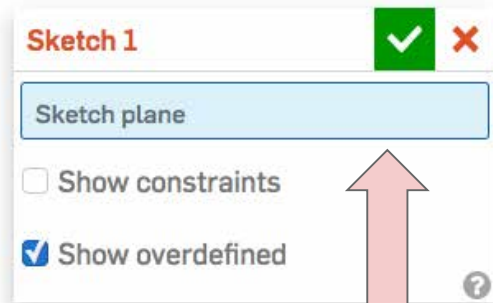 Sketch 1
Sketch plane
Show constraints
Show overdefined
?